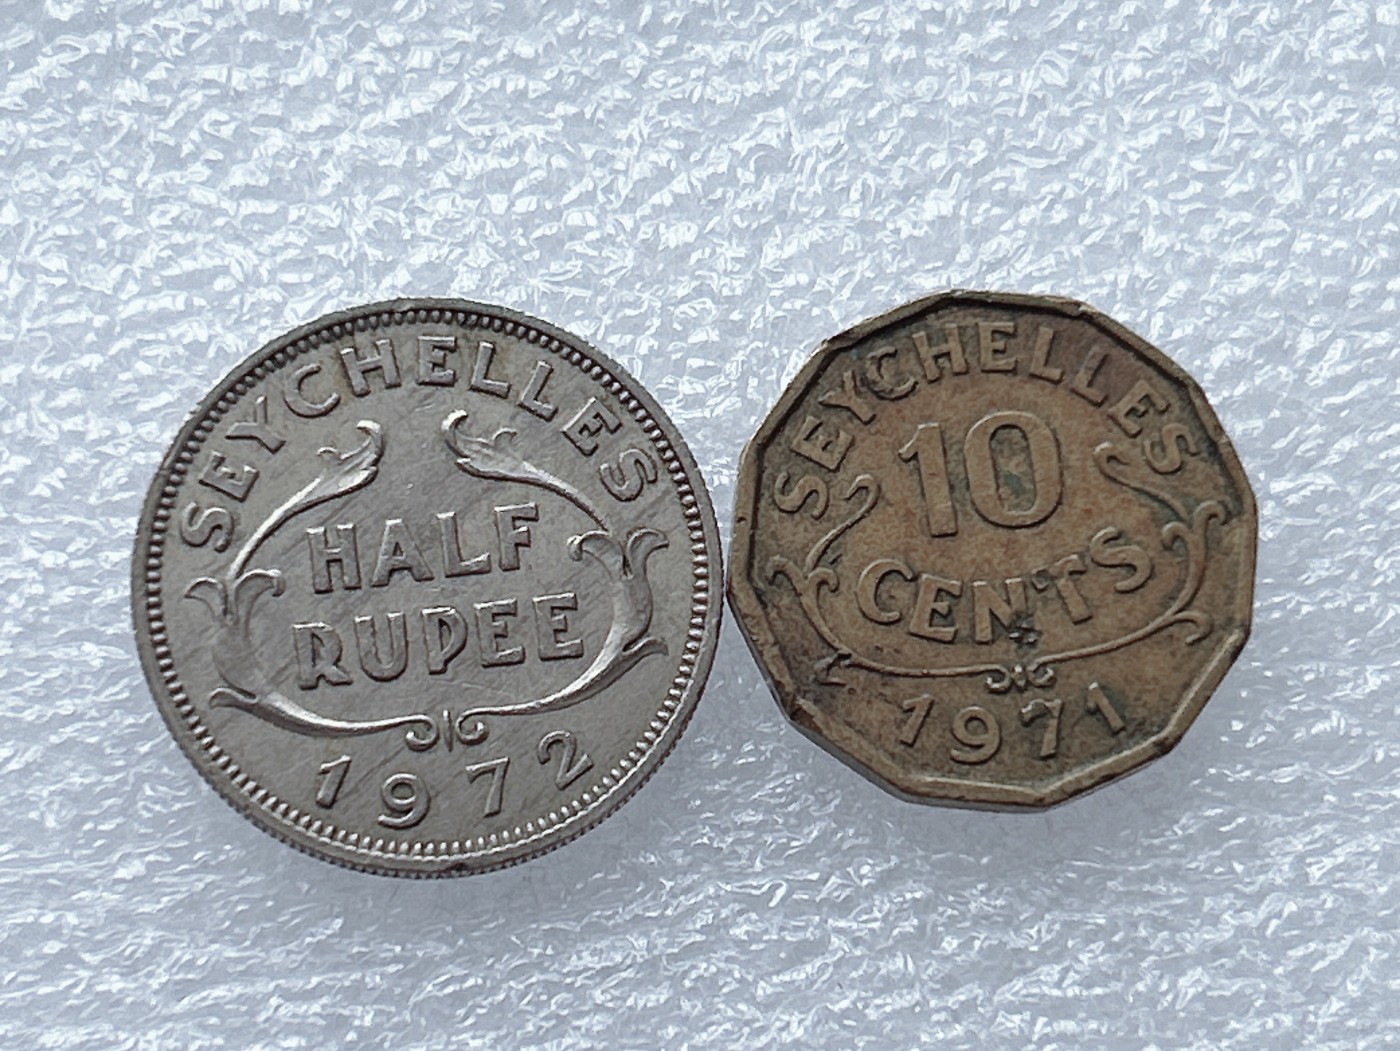 SEYCHELLES
HALF
RUPEE
1972
SEYCHELLES
10
CENTS
1971